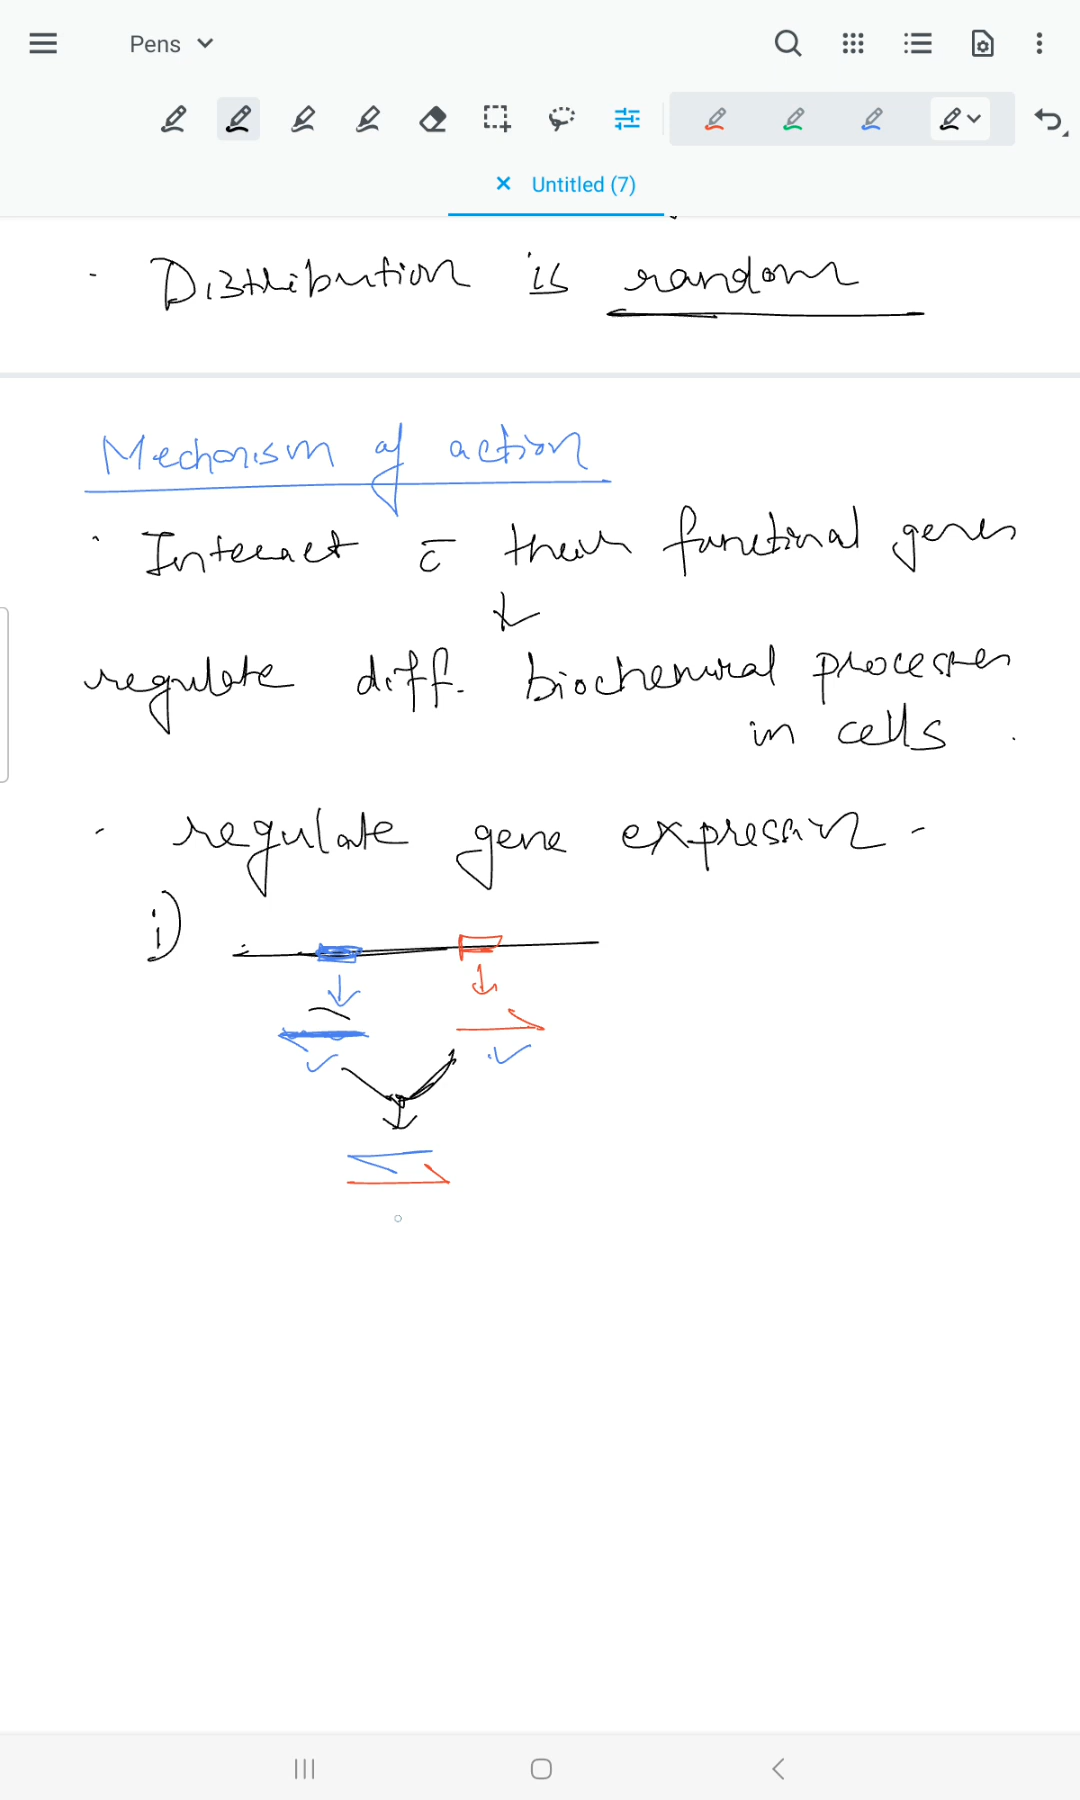 Pens
Untitled (7)
· Distribution is random
Mechanism of action
· Interact c̄ their functional genes
regulate diff. biochemical processes
in cells .
· regulate gene expression -
i)